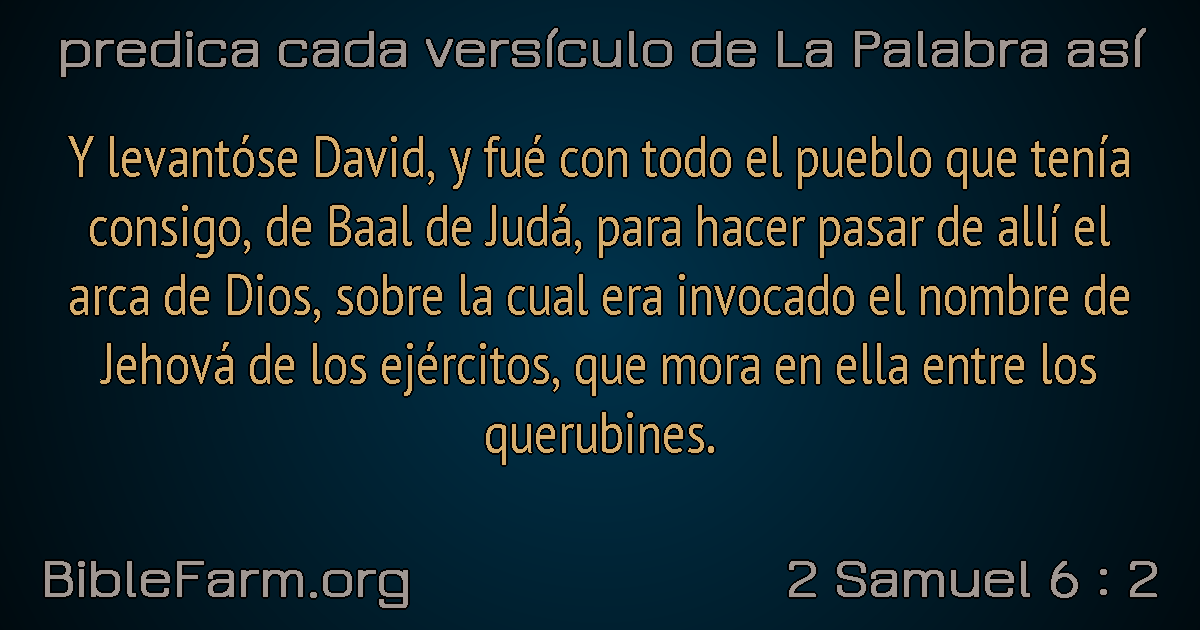 predica cada versículo de La Palabra así
Y levantóse David, y fué con todo el pueblo que tenía
consigo, de Baal de Judá, para hacer pasar de allí el
arca de Dios, sobre la cual era invocado el nombre de
Jehová de los ejércitos, que mora en ella entre los
querubines.
BibleFarm.org
2 Samuel 6 : 2